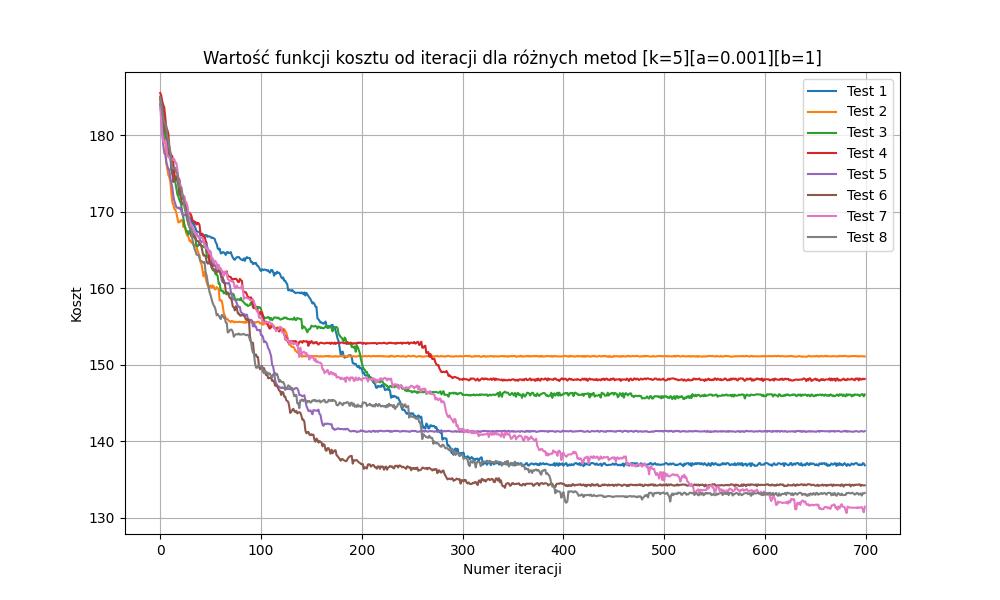 Wartość funkcji kosztu od iteracji dla różnych metod [k=5][a=0.001][b=1]
Test 1
Test 2
Test 3
Test 4
Test 5
Test 6
Test 7
Test 8
Koszt
180
170
160
150
140
130
0 100 200 300 400 500 600 700
Numer iteracji